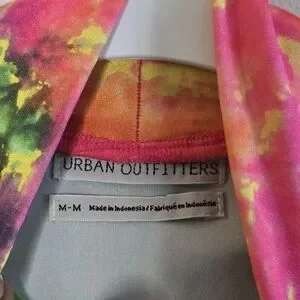 URBAN OUTFITTERS
M-M Made in Indonesia / Fabriqué en Indonésie